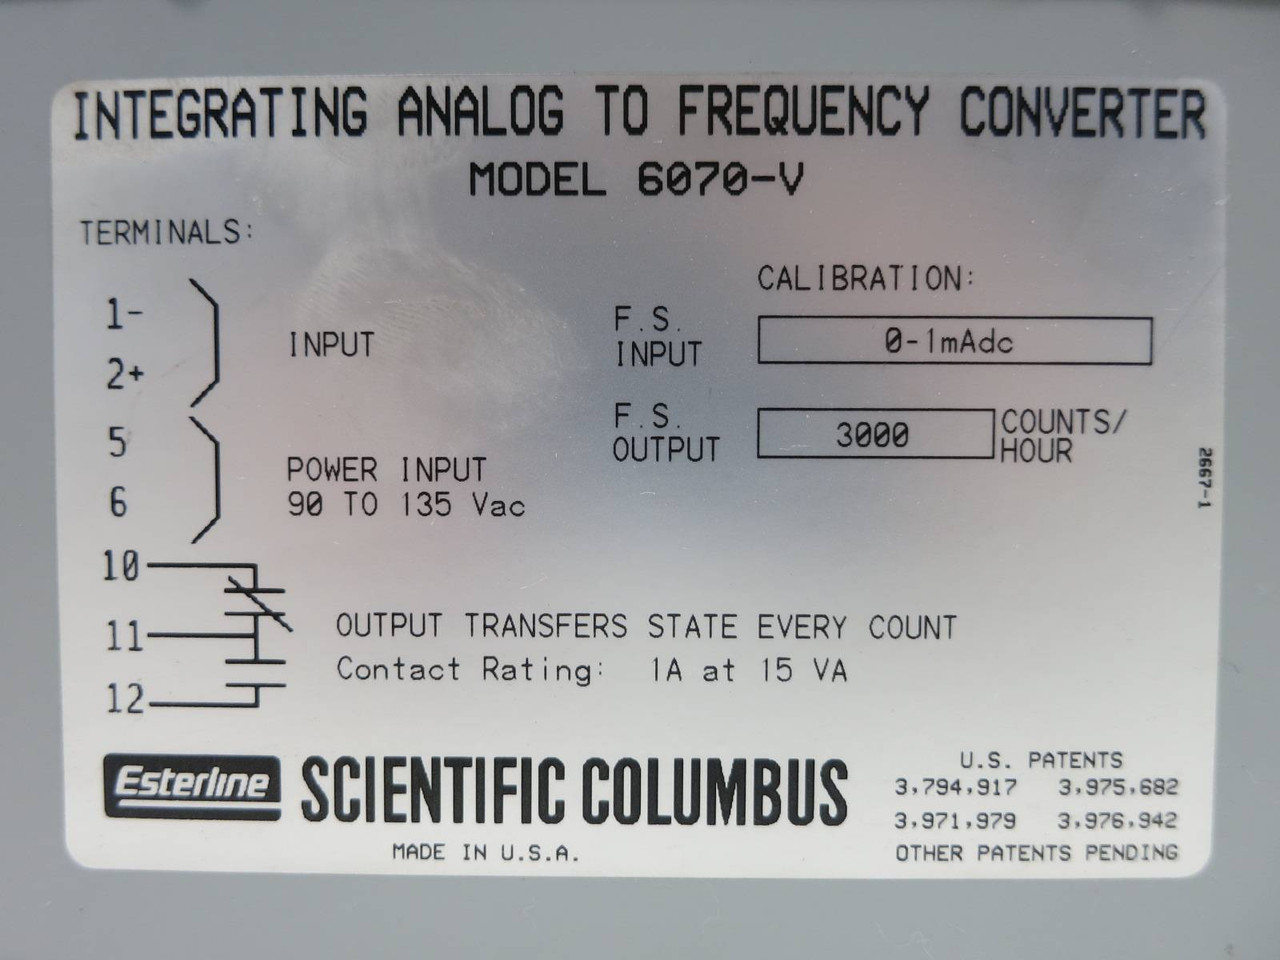 INTEGRATING ANALOG TO FREQUENCY CONVERTER
MODEL 6070-V
TERMINALS:
1-
2+
INPUT
5
6
POWER INPUT
90 TO 135 Vac
CALIBRATION:
F.S.
INPUT
0-1mAdc
F.S.
OUTPUT
3000
COUNTS/
HOUR
2667-1
10
11
12
OUTPUT TRANSFERS STATE EVERY COUNT
Contact Rating: 1A at 15 VA
Esterline
SCIENTIFIC COLUMBUS
MADE IN U.S.A.
U.S. PATENTS
3,794,917 3,975,682
3,971,979 3,976,942
OTHER PATENTS PENDING